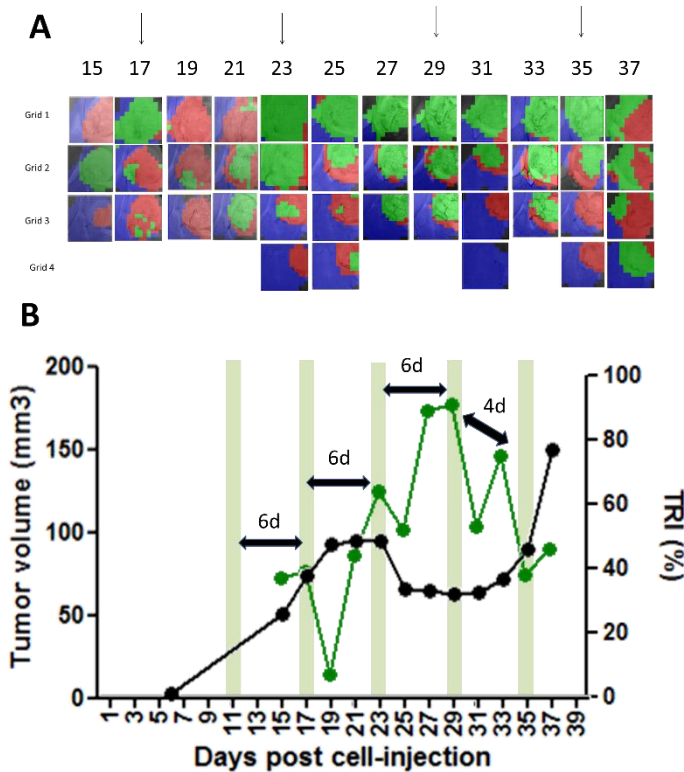 A
15 17 19 21 23 25 27 29 31 33 35 37
Grid 1
Grid 2
Grid 3
Grid 4
B
Tumor volume (mm3)
200
150
100
50
0
6d
6d
6d
4d
100
80
60
40
20
0
TRI (%)
1 3 5 7 9 11 13 15 17 19 21 23 25 27 29 31 33 35 37 39
Days post cell-injection